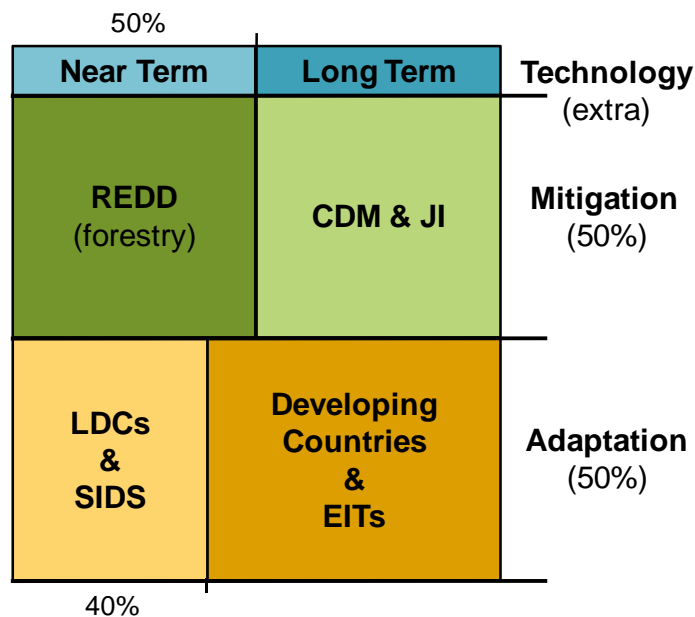 50%
Near Term
Long Term
Technology
(extra)
REDD
(forestry)
CDM & JI
Mitigation
(50%)
LDCs
&
SIDS
Developing
Countries
&
EITs
Adaptation
(50%)
40%